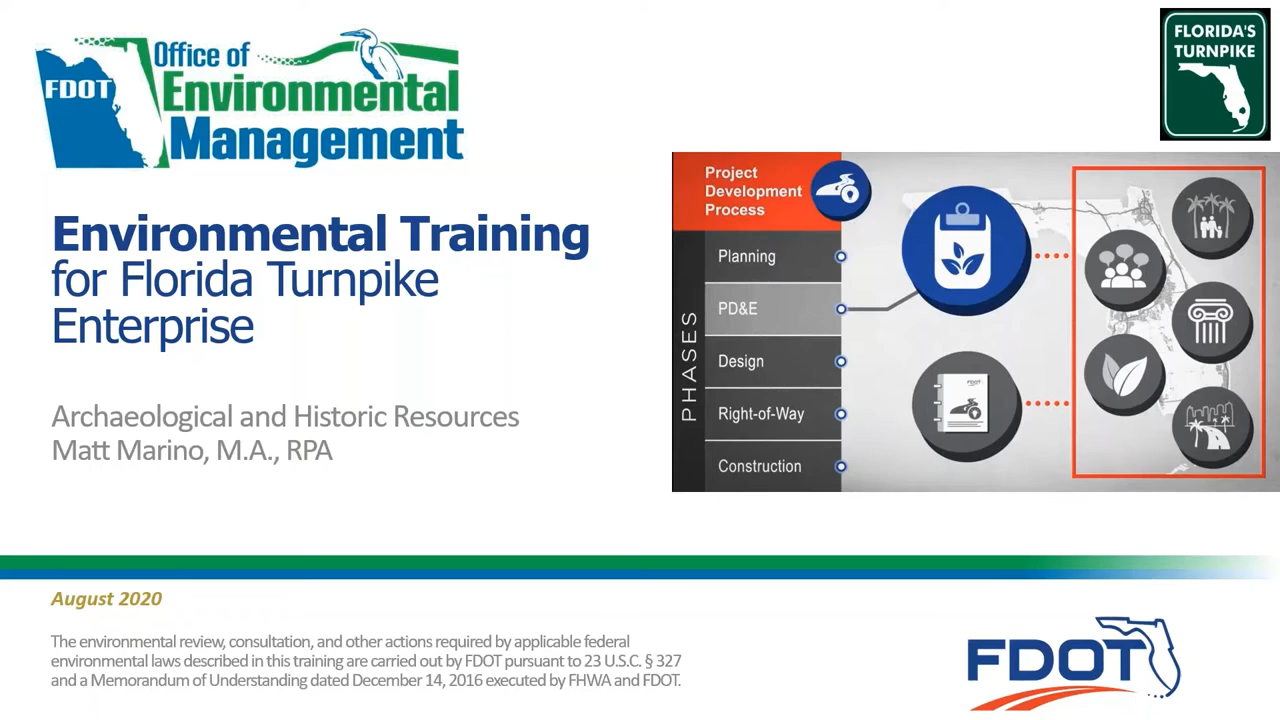 FDOT
Office of
Environmental
Management
FLORIDA'S
TURNPIKE
Environmental Training
for Florida Turnpike
Enterprise
Archaeological and Historic Resources
Matt Marino, M.A., RPA
Project
Development
Process
PHASES
Planning
PD&E
Design
Right-of-Way
Construction
FDOT
August 2020
The environmental review, consultation, and other actions required by applicable federal
environmental laws described in this training are carried out by FDOT pursuant to 23 U.S.C. § 327
and a Memorandum of Understanding dated December 14, 2016 executed by FHWA and FDOT.
FDOT